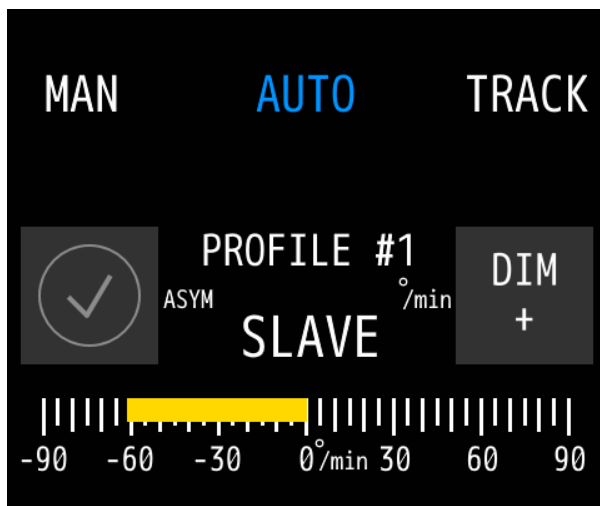 MAN AUTO TRACK
PROFILE #1
DIM
+
ASYM °/min
SLAVE
-90 -60 -30 0°/min 30 60 90